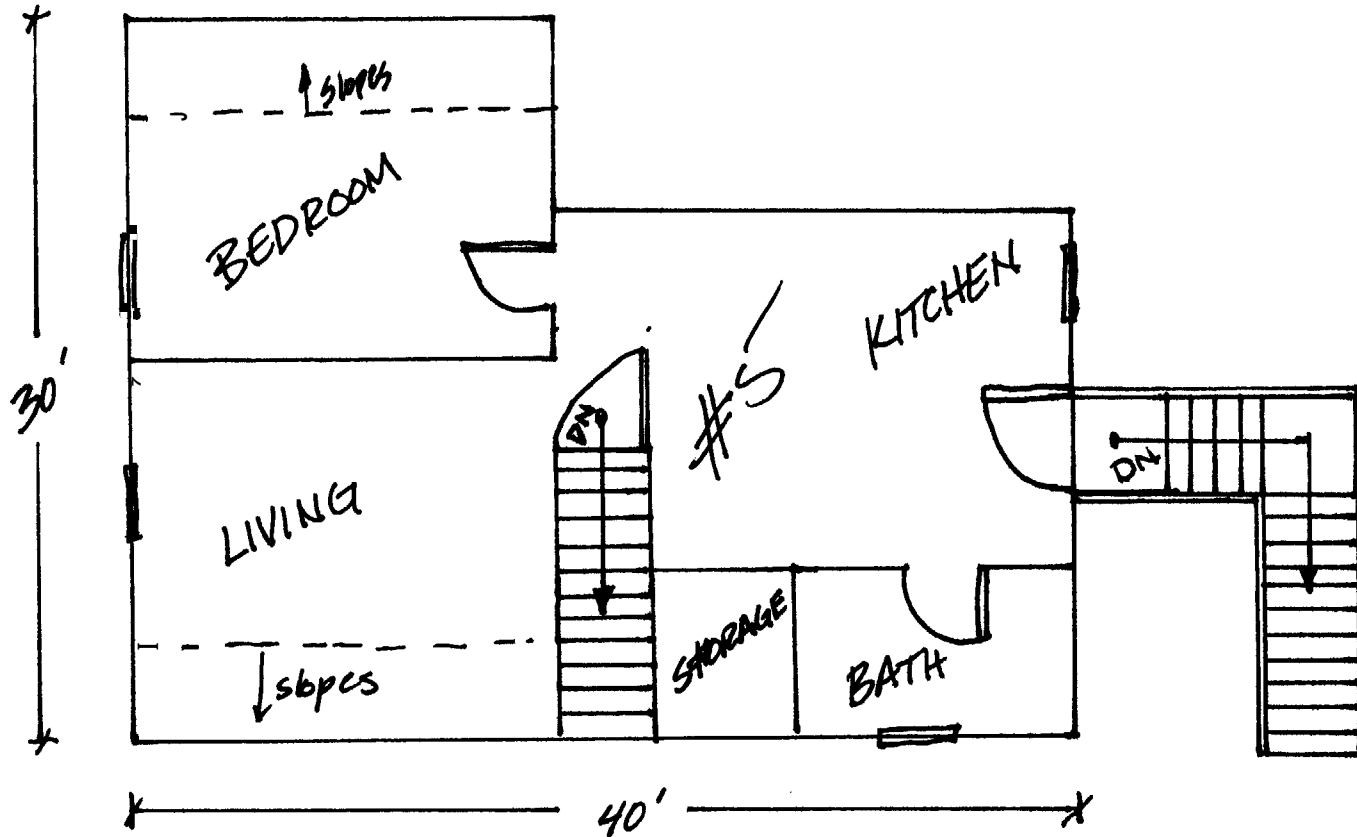 slopes
BEDROOM
KITCHEN
#5
30'
DN
DN
LIVING
STORAGE
BATH
slopes
40'